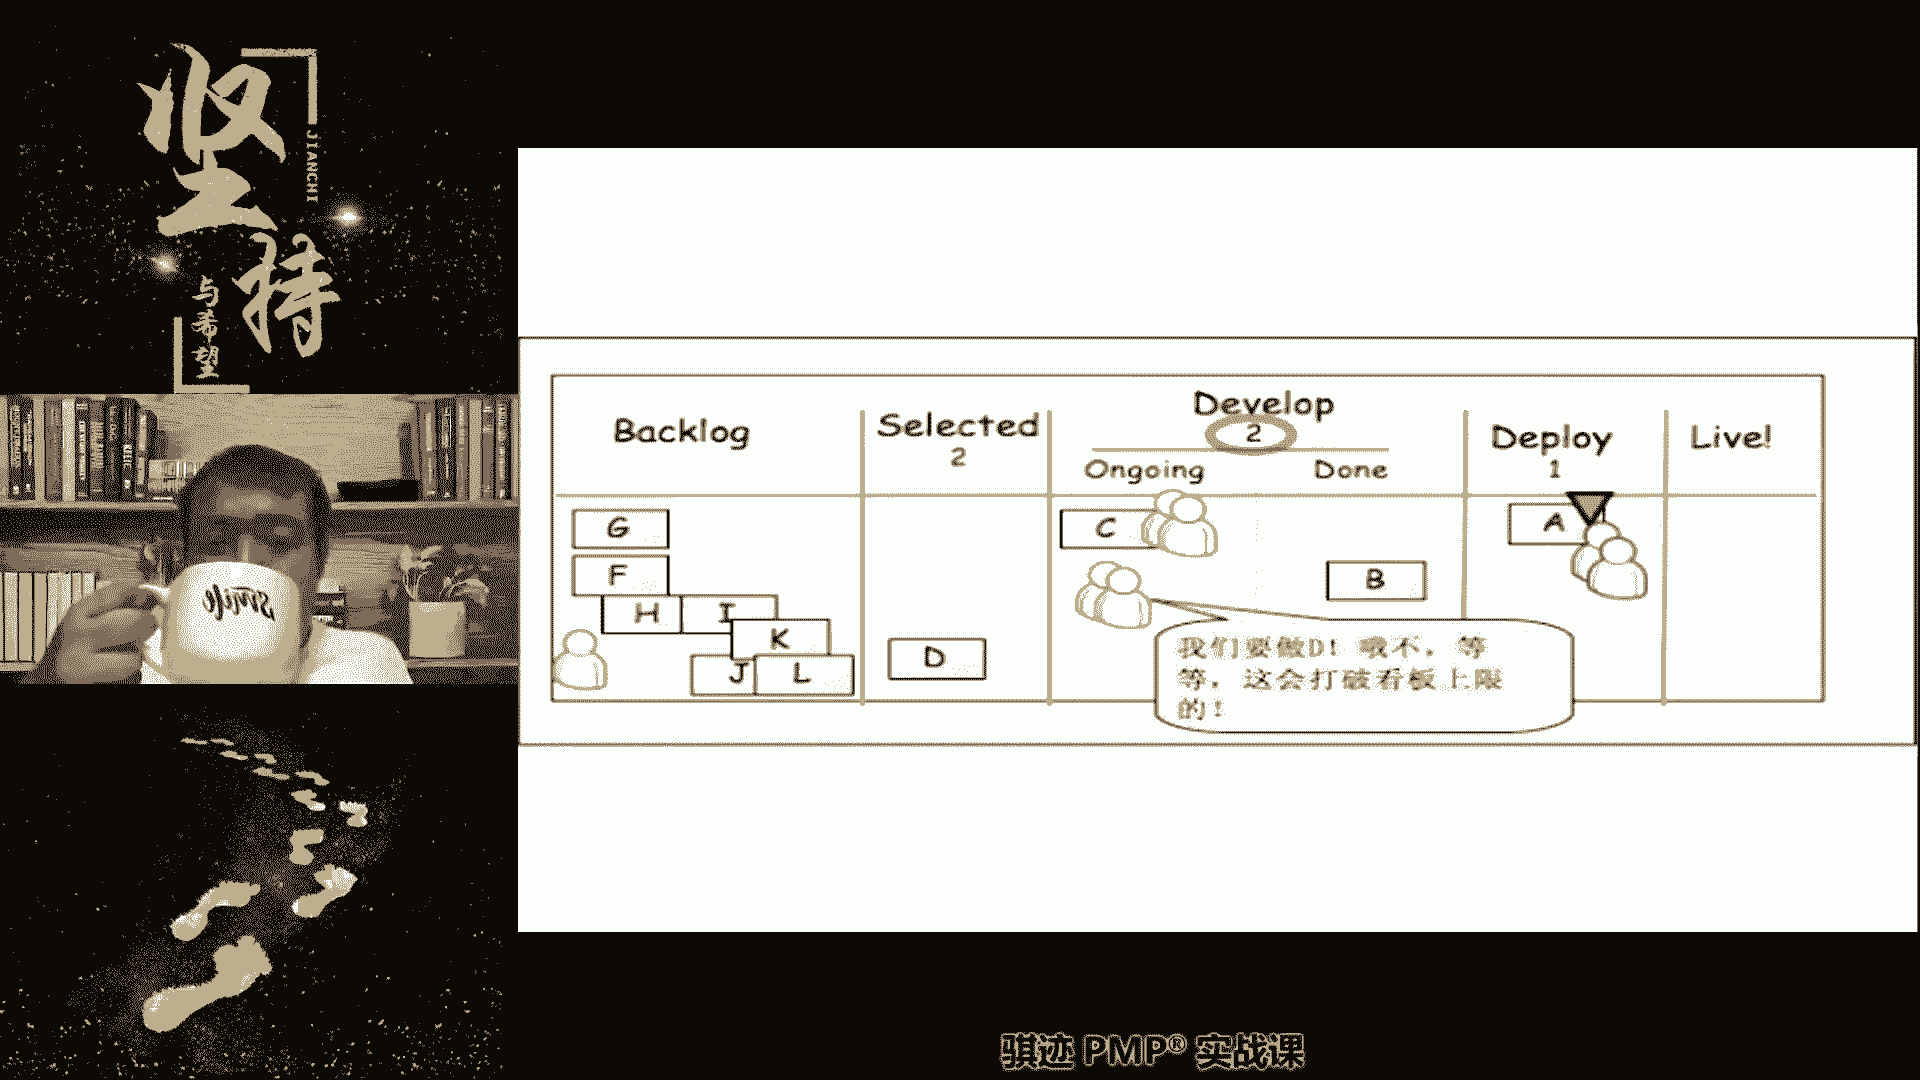 坚持
JIANCHI
与希望
smile
Backlog
Selected
2
Develop
2
Ongoing
Done
Deploy
1
Live!
G
F
H
I
K
J
L
D
C
B
A
我们要做D！哦不，等
等，这会打破看板上限
的！
骐迹 PMP® 实战课